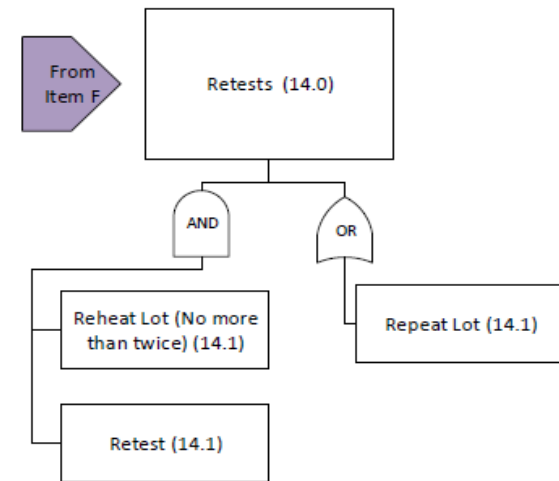 From
Item F
Retests (14.0)
AND
OR
Reheat Lot (No more
than twice) (14.1)
Repeat Lot (14.1)
Retest (14.1)